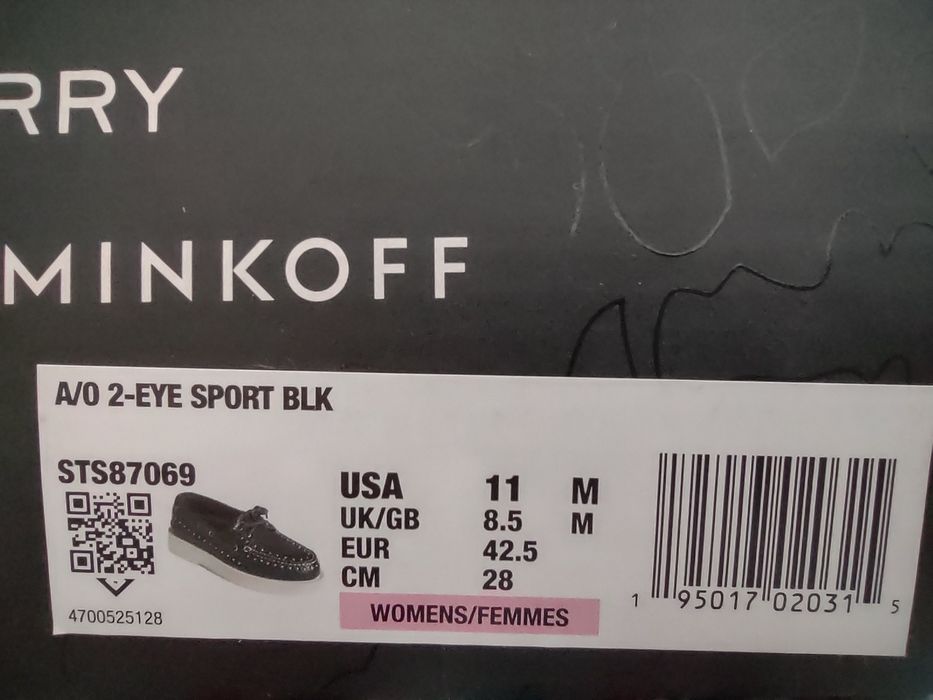 RRY
MINKOFF
A/O 2-EYE SPORT BLK
STS87069
USA 11 M
UK/GB 8.5 M
EUR 42.5
CM 28
WOMENS/FEMMES
4700525128
1 95017 02031 5